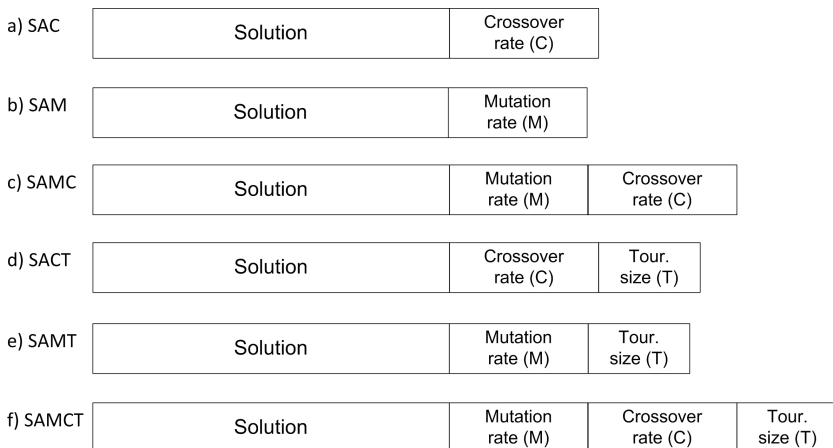 a) SAC
Solution
Crossover
rate (C)
b) SAM
Solution
Mutation
rate (M)
c) SAMC
Solution
Mutation
rate (M)
Crossover
rate (C)
d) SACT
Solution
Crossover
rate (C)
Tour.
size (T)
e) SAMT
Solution
Mutation
rate (M)
Tour.
size (T)
f) SAMCT
Solution
Mutation
rate (M)
Crossover
rate (C)
Tour.
size (T)